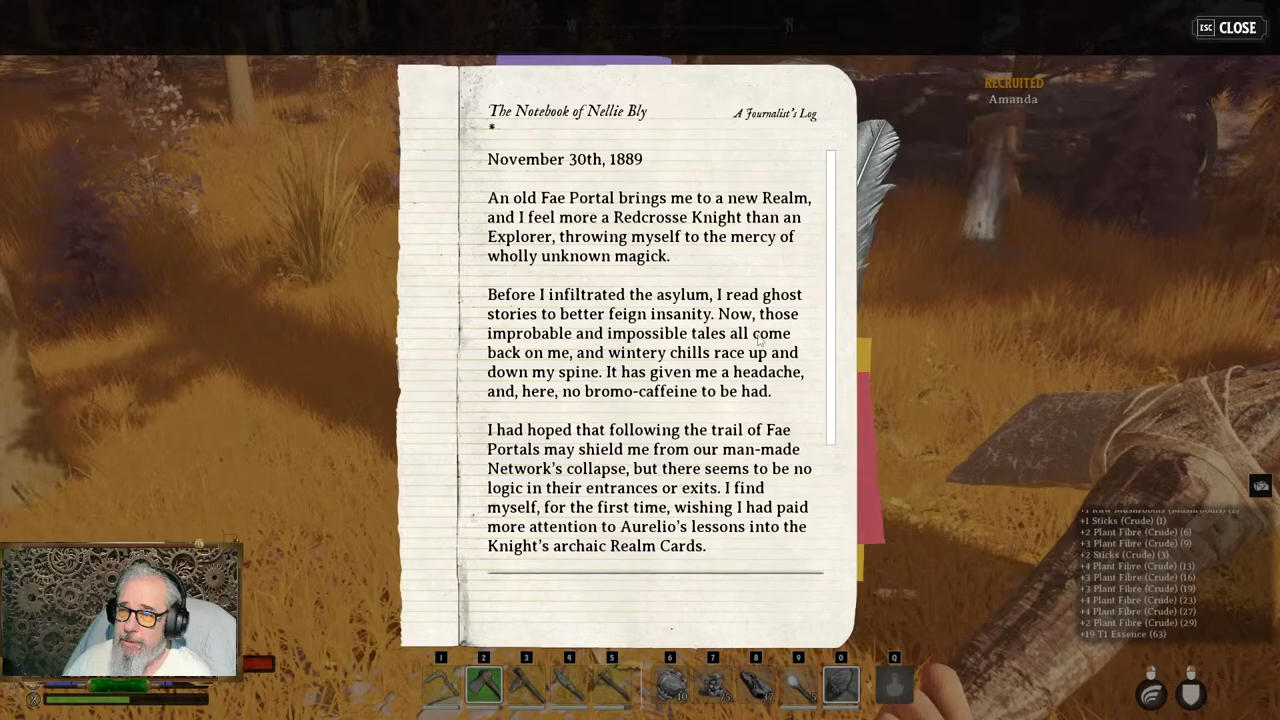 W
N
ESC CLOSE
RECRUITED
Amanda
The Notebook of Nellie Bly
A Journalist's Log
*
November 30th, 1889
An old Fae Portal brings me to a new Realm,
and I feel more a Redcrosse Knight than an
Explorer, throwing myself to the mercy of
wholly unknown magick.
Before I infiltrated the asylum, I read ghost
stories to better feign insanity. Now, those
improbable and impossible tales all come
back on me, and wintery chills race up and
down my spine. It has given me a headache,
and, here, no bromo-caffeine to be had.
I had hoped that following the trail of Fae
Portals may shield me from our man-made
Network's collapse, but there seems to be no
logic in their entrances or exits. I find
myself, for the first time, wishing I had paid
more attention to Aurelio's lessons into the
Knight's archaic Realm Cards.
+1 Sticks (Crude) (1)
+2 Plant Fibre (Crude) (6)
+3 Plant Fibre (Crude) (9)
+2 Sticks (Crude) (3)
+4 Plant Fibre (Crude) (13)
+3 Plant Fibre (Crude) (16)
+3 Plant Fibre (Crude) (19)
+4 Plant Fibre (Crude) (23)
+4 Plant Fibre (Crude) (27)
+2 Plant Fibre (Crude) (29)
+19 T1 Essence (63)
1 2 3 4 5 6 7 8 9 0 Q
10
X